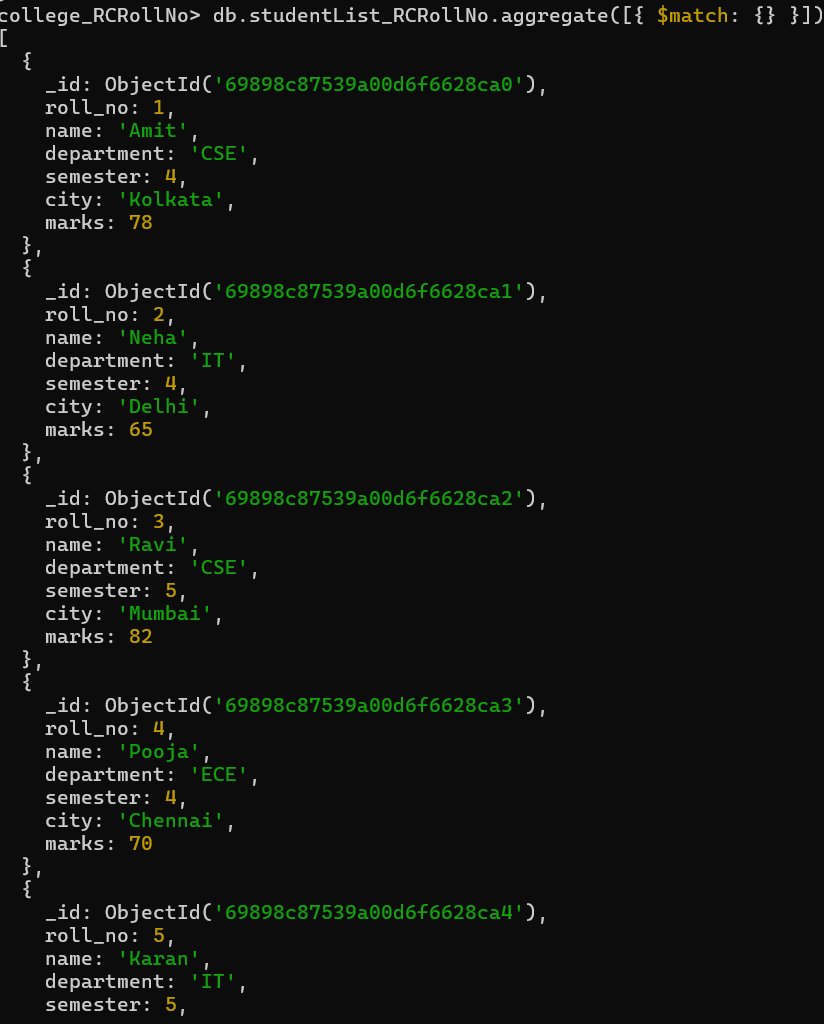 college_RCRollNo> db.studentList_RCRollNo.aggregate([{ $match: {} }])
[
  {
    _id: ObjectId('69898c87539a00d6f6628ca0'),
    roll_no: 1,
    name: 'Amit',
    department: 'CSE',
    semester: 4,
    city: 'Kolkata',
    marks: 78
  },
  {
    _id: ObjectId('69898c87539a00d6f6628ca1'),
    roll_no: 2,
    name: 'Neha',
    department: 'IT',
    semester: 4,
    city: 'Delhi',
    marks: 65
  },
  {
    _id: ObjectId('69898c87539a00d6f6628ca2'),
    roll_no: 3,
    name: 'Ravi',
    department: 'CSE',
    semester: 5,
    city: 'Mumbai',
    marks: 82
  },
  {
    _id: ObjectId('69898c87539a00d6f6628ca3'),
    roll_no: 4,
    name: 'Pooja',
    department: 'ECE',
    semester: 4,
    city: 'Chennai',
    marks: 70
  },
  {
    _id: ObjectId('69898c87539a00d6f6628ca4'),
    roll_no: 5,
    name: 'Karan',
    department: 'IT',
    semester: 5,